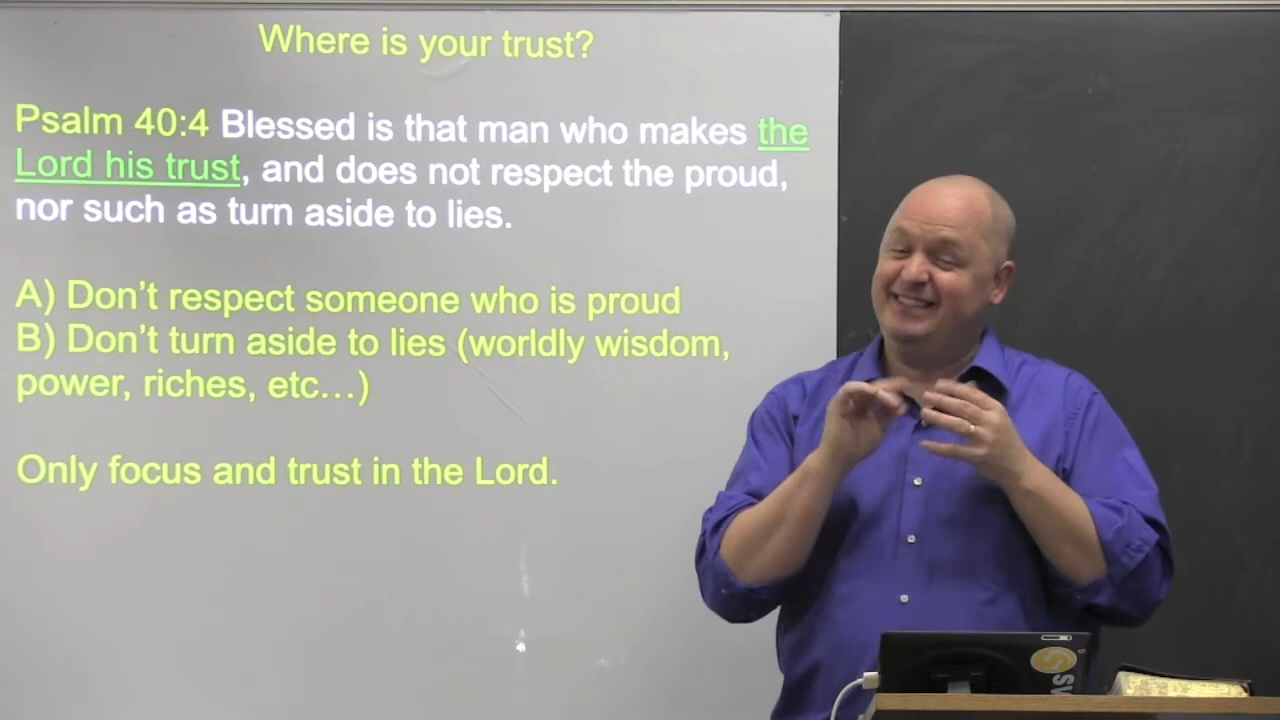 Where is your trust?
Psalm 40:4 Blessed is that man who makes the
Lord his trust, and does not respect the proud,
nor such as turn aside to lies.
A) Don't respect someone who is proud
B) Don't turn aside to lies (worldly wisdom,
power, riches, etc...)
Only focus and trust in the Lord.